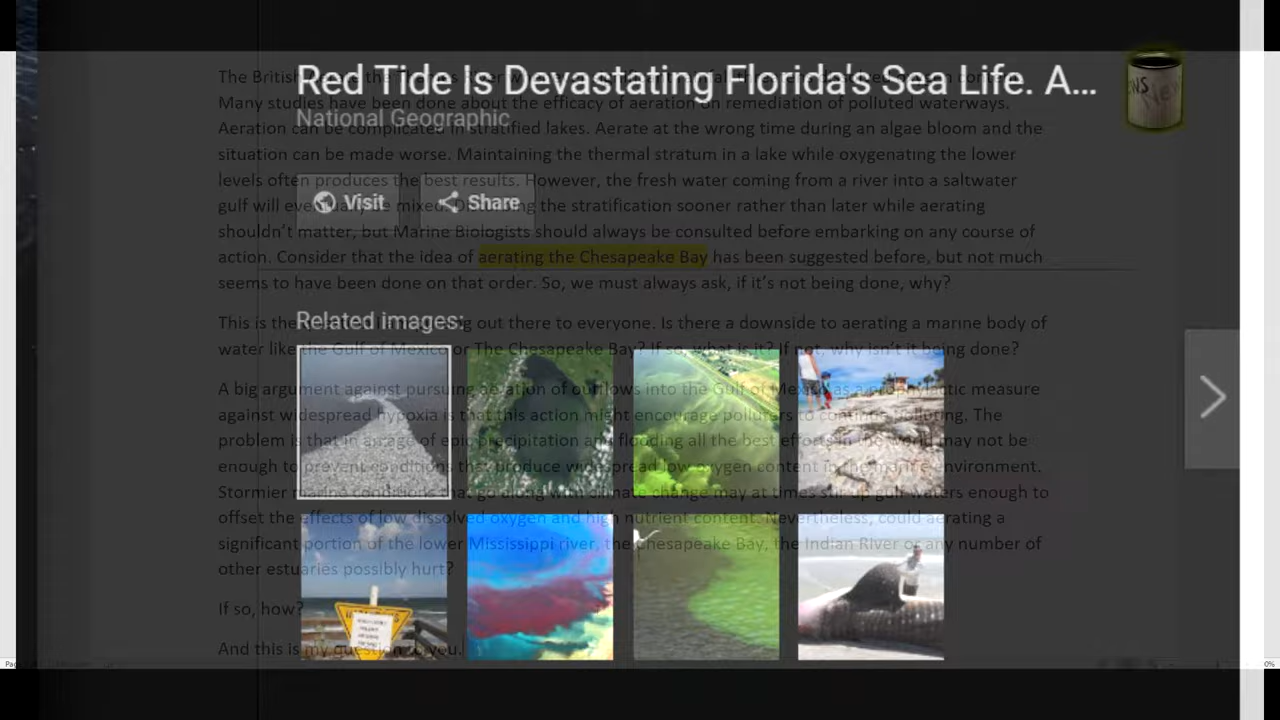 Red Tide Is Devastating Florida's Sea Life. A...
National Geographic
The British the
Many studies have been done about the efficacy of aeration on remediation of polluted waterways.
Aeration can be complicated in stratified lakes. Aerate at the wrong time during an algae bloom and the
situation can be made worse. Maintaining the thermal stratum in a lake while oxygenating the lower
levels often produces the best results. However, the fresh water coming from a river into a saltwater
Visit
Share
gulf will be mixed. the stratification sooner rather than later while aerating
shouldn't matter, but Marine Biologists should always be consulted before embarking on any course of
action. Consider that the idea of aerating the Chesapeake Bay has been suggested before, but not much
seems to have been done on that order. So, we must always ask, if it's not being done, why?
Related images:
This is the out there to everyone. Is there a downside to aerating a marine body of
water like the Gulf of Mexico or The Chesapeake Bay? If so, what is it? If not, why isn't it being done?
A big argument against pursuing aeration of outflows into the Gulf of Mexico as a prophylactic measure
against widespread hypoxia is that this action might encourage polluters to continue polluting. The
problem is that in an age of epic precipitation and flooding all the best efforts in the world may not be
enough to prevent conditions that produce widespread low oxygen content in the marine environment.
Stormier marine conditions that go along with climate change may at times stir up gulf waters enough to
offset the effects of low dissolved oxygen and high nutrient content. Nevertheless, could aerating a
significant portion of the lower Mississippi river, the Chesapeake Bay, the Indian River or any number of
other estuaries possibly hurt?
If so, how?
And this is my question to you.